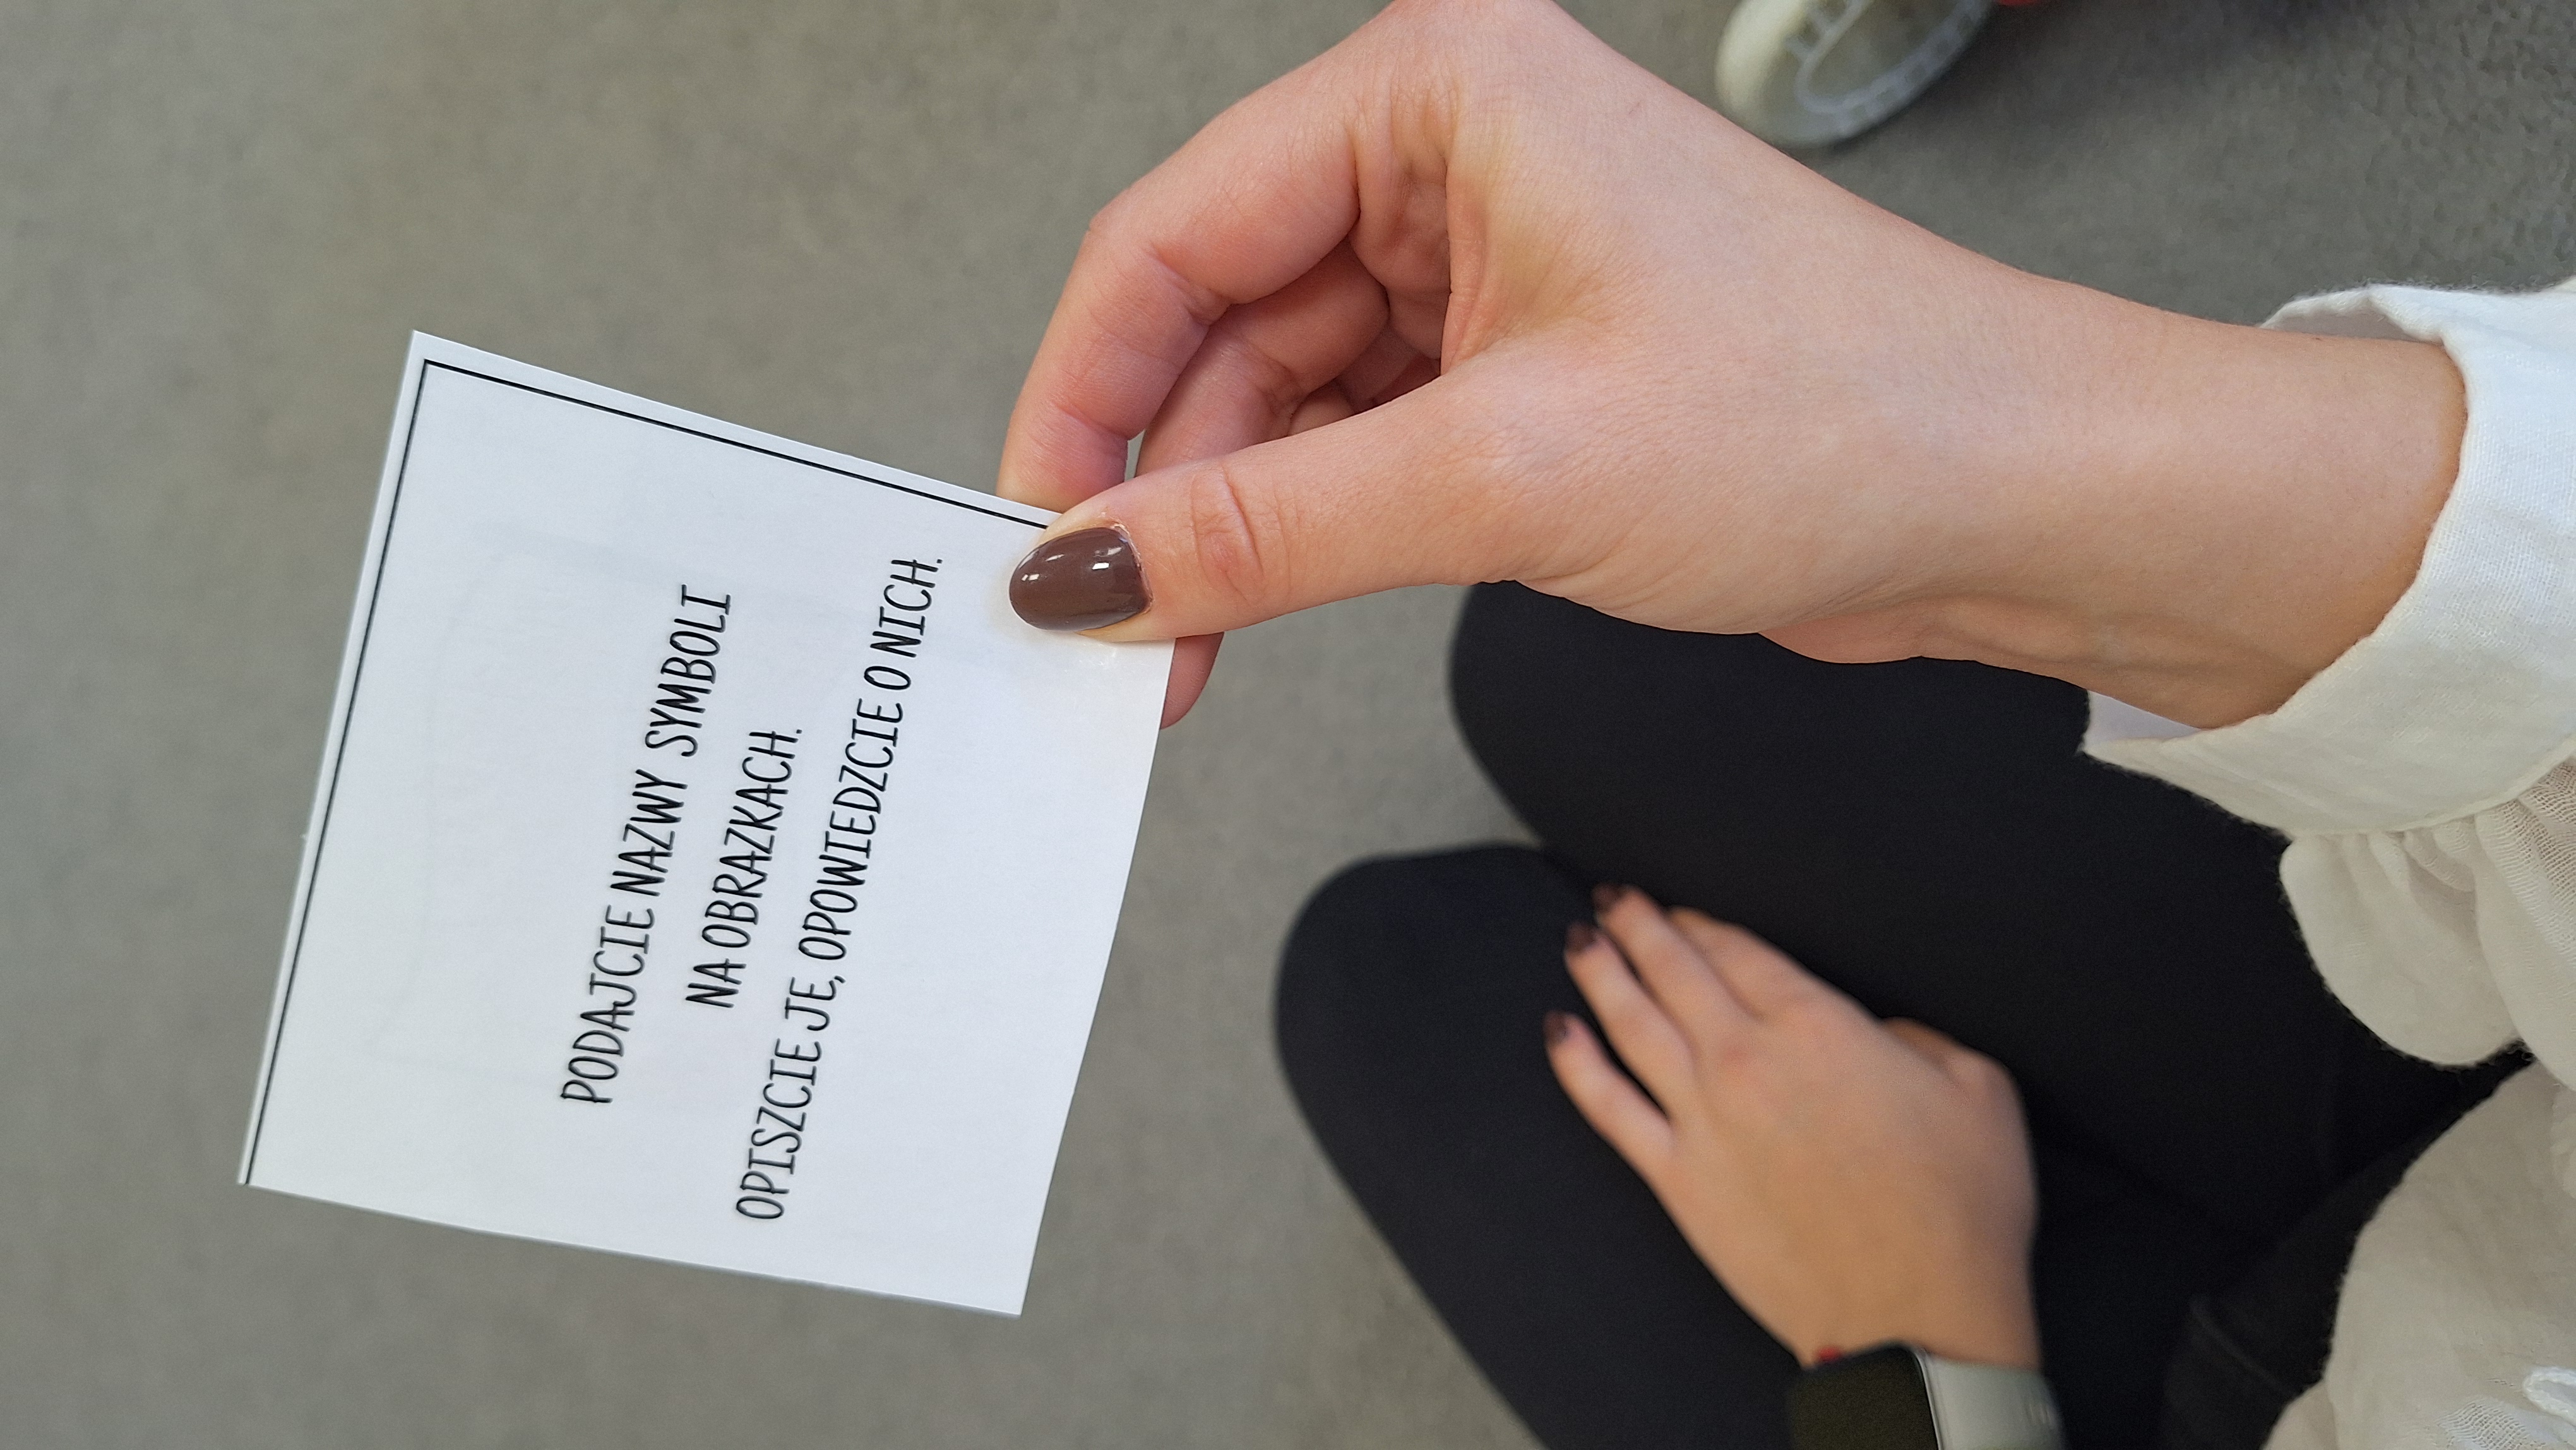 PODAJCIE NAZWY SYMBOLI
NA OBRAZKACH.
OPISZCIE JE, OPOWIEDZCIE O NICH.